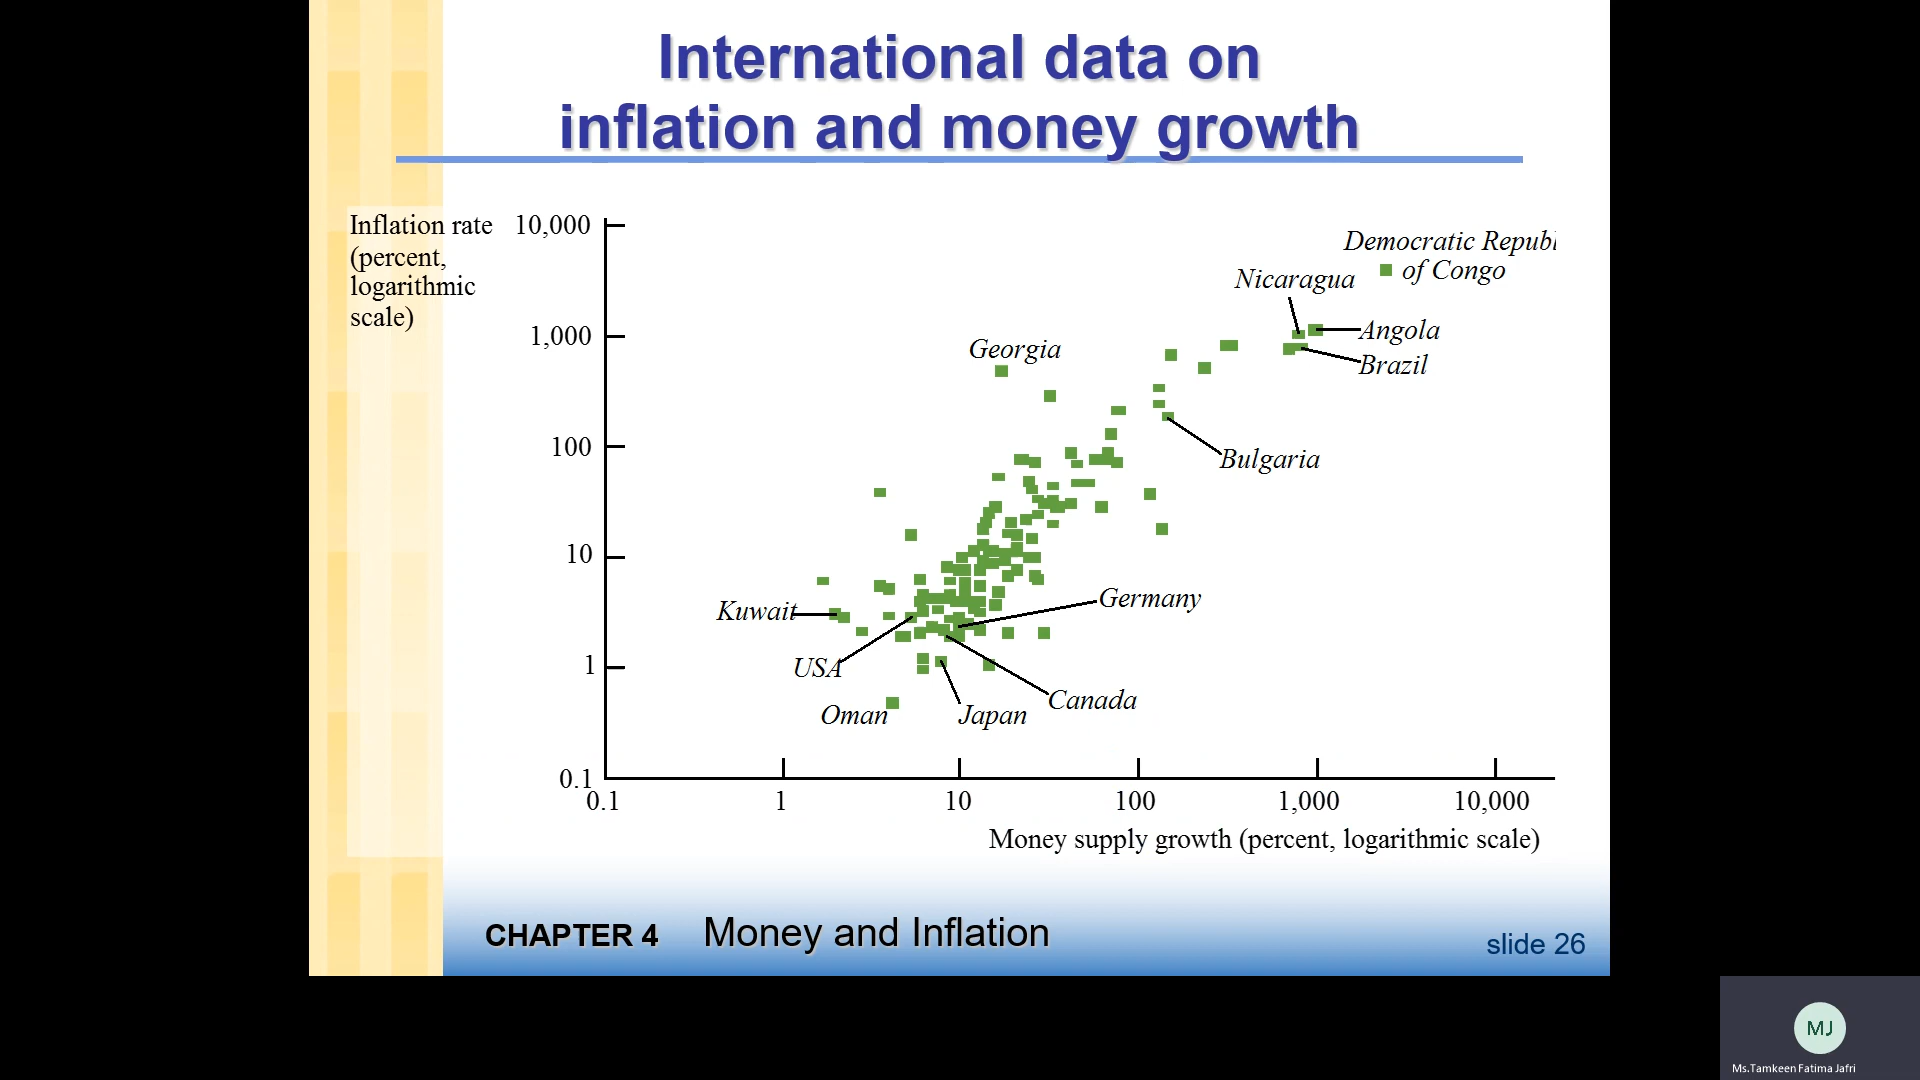 International data on
inflation and money growth
Inflation rate
(percent,
logarithmic
scale)
10,000
1,000
100
10
1
0.1
Democratic Republ
of Congo
Nicaragua
Angola
Brazil
Georgia
Bulgaria
Germany
Kuwait
USA
Canada
Oman
Japan
0.1 1 10 100 1,000 10,000
Money supply growth (percent, logarithmic scale)
CHAPTER 4 Money and Inflation
slide 26
MJ
Ms.Tamkeen Fatima Jafri